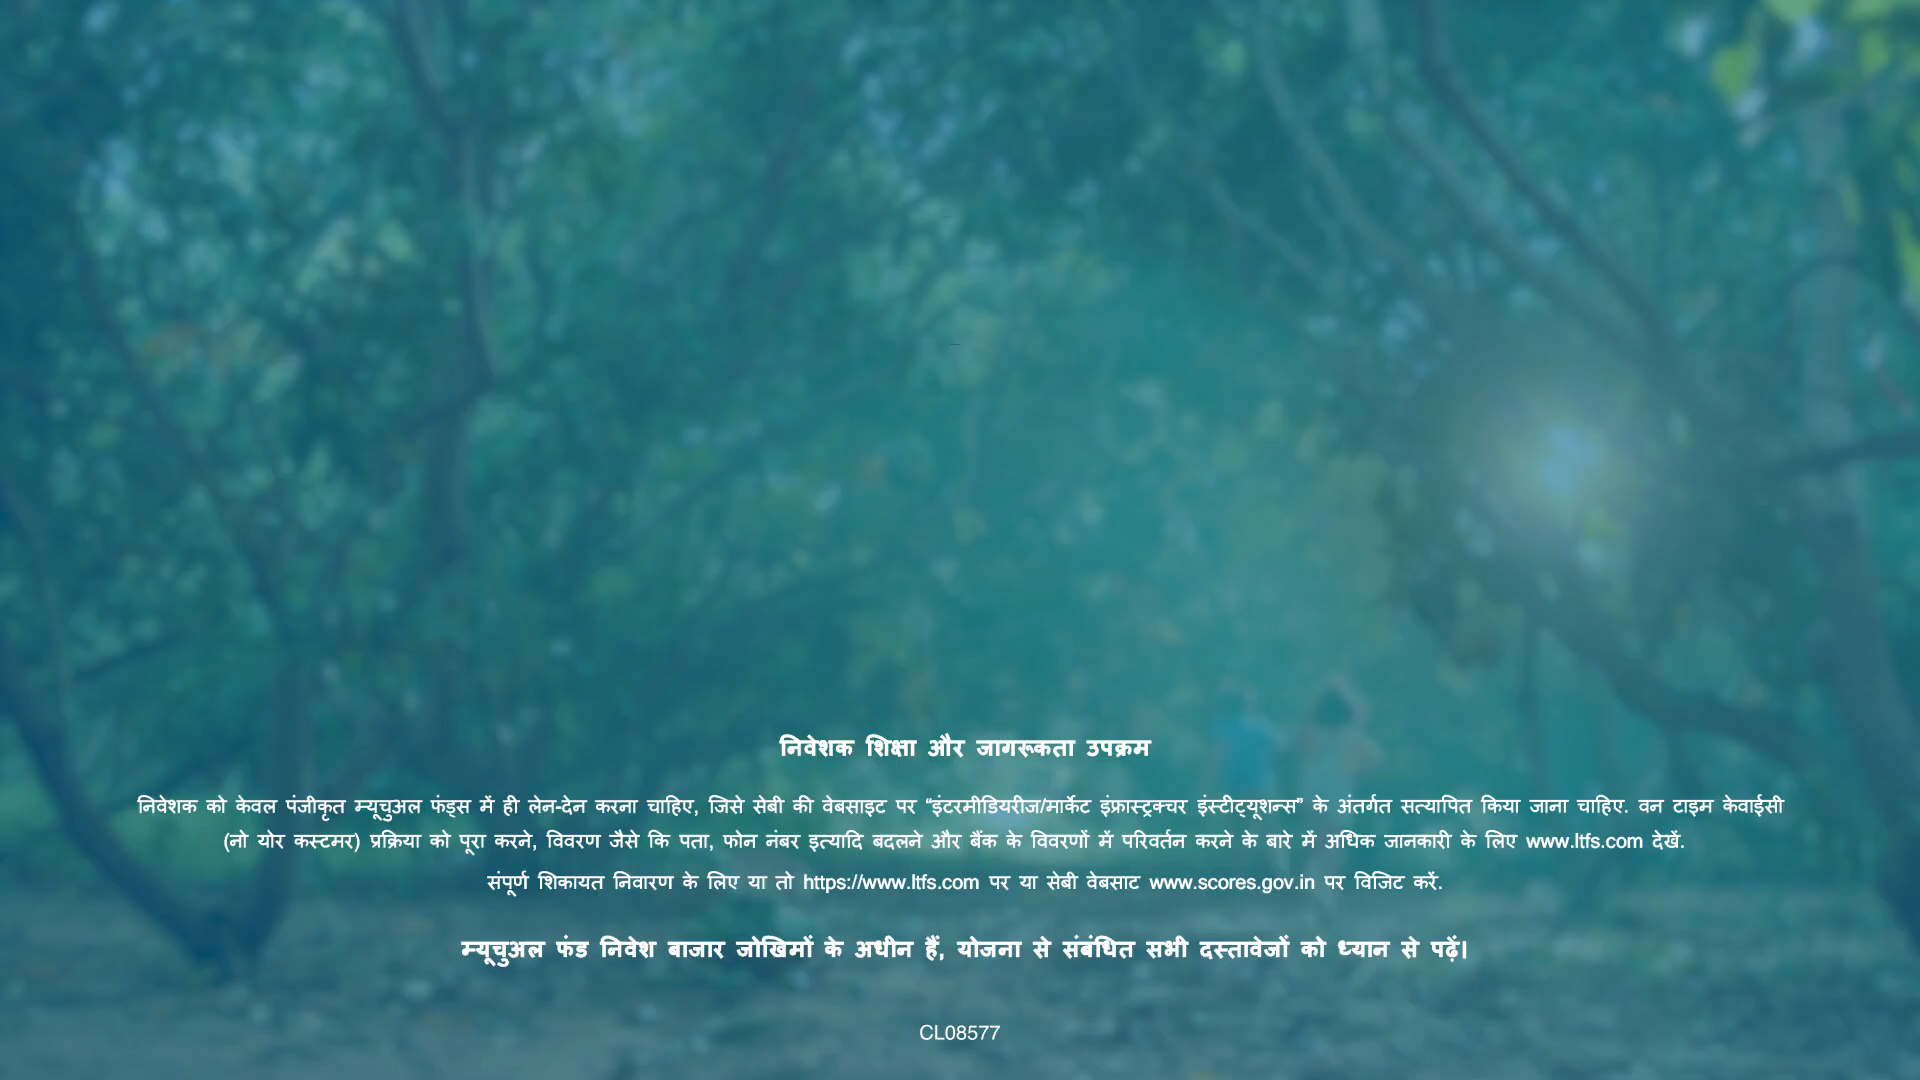 निवेशक शिक्षा और जागरूकता उपक्रम
निवेशक को केवल पंजीकृत म्यूचुअल फंड्स में ही लेन-देन करना चाहिए, जिसे सेबी की वेबसाइट पर “इंटरमीडियरीज/मार्केट इंफ्रास्ट्रक्चर इंस्टीट्यूशन्स” के अंतर्गत सत्यापित किया जाना चाहिए. वन टाइम केवाईसी
(नो योर कस्टमर) प्रक्रिया को पूरा करने, विवरण जैसे कि पता, फोन नंबर इत्यादि बदलने और बैंक के विवरणों में परिवर्तन करने के बारे में अधिक जानकारी के लिए www.ltfs.com देखें.
संपूर्ण शिकायत निवारण के लिए या तो https://www.ltfs.com पर या सेबी वेबसाट www.scores.gov.in पर विजिट करें.
म्यूचुअल फंड निवेश बाजार जोखिमों के अधीन हैं, योजना से संबंधित सभी दस्तावेजों को ध्यान से पढ़ें।
CL08577